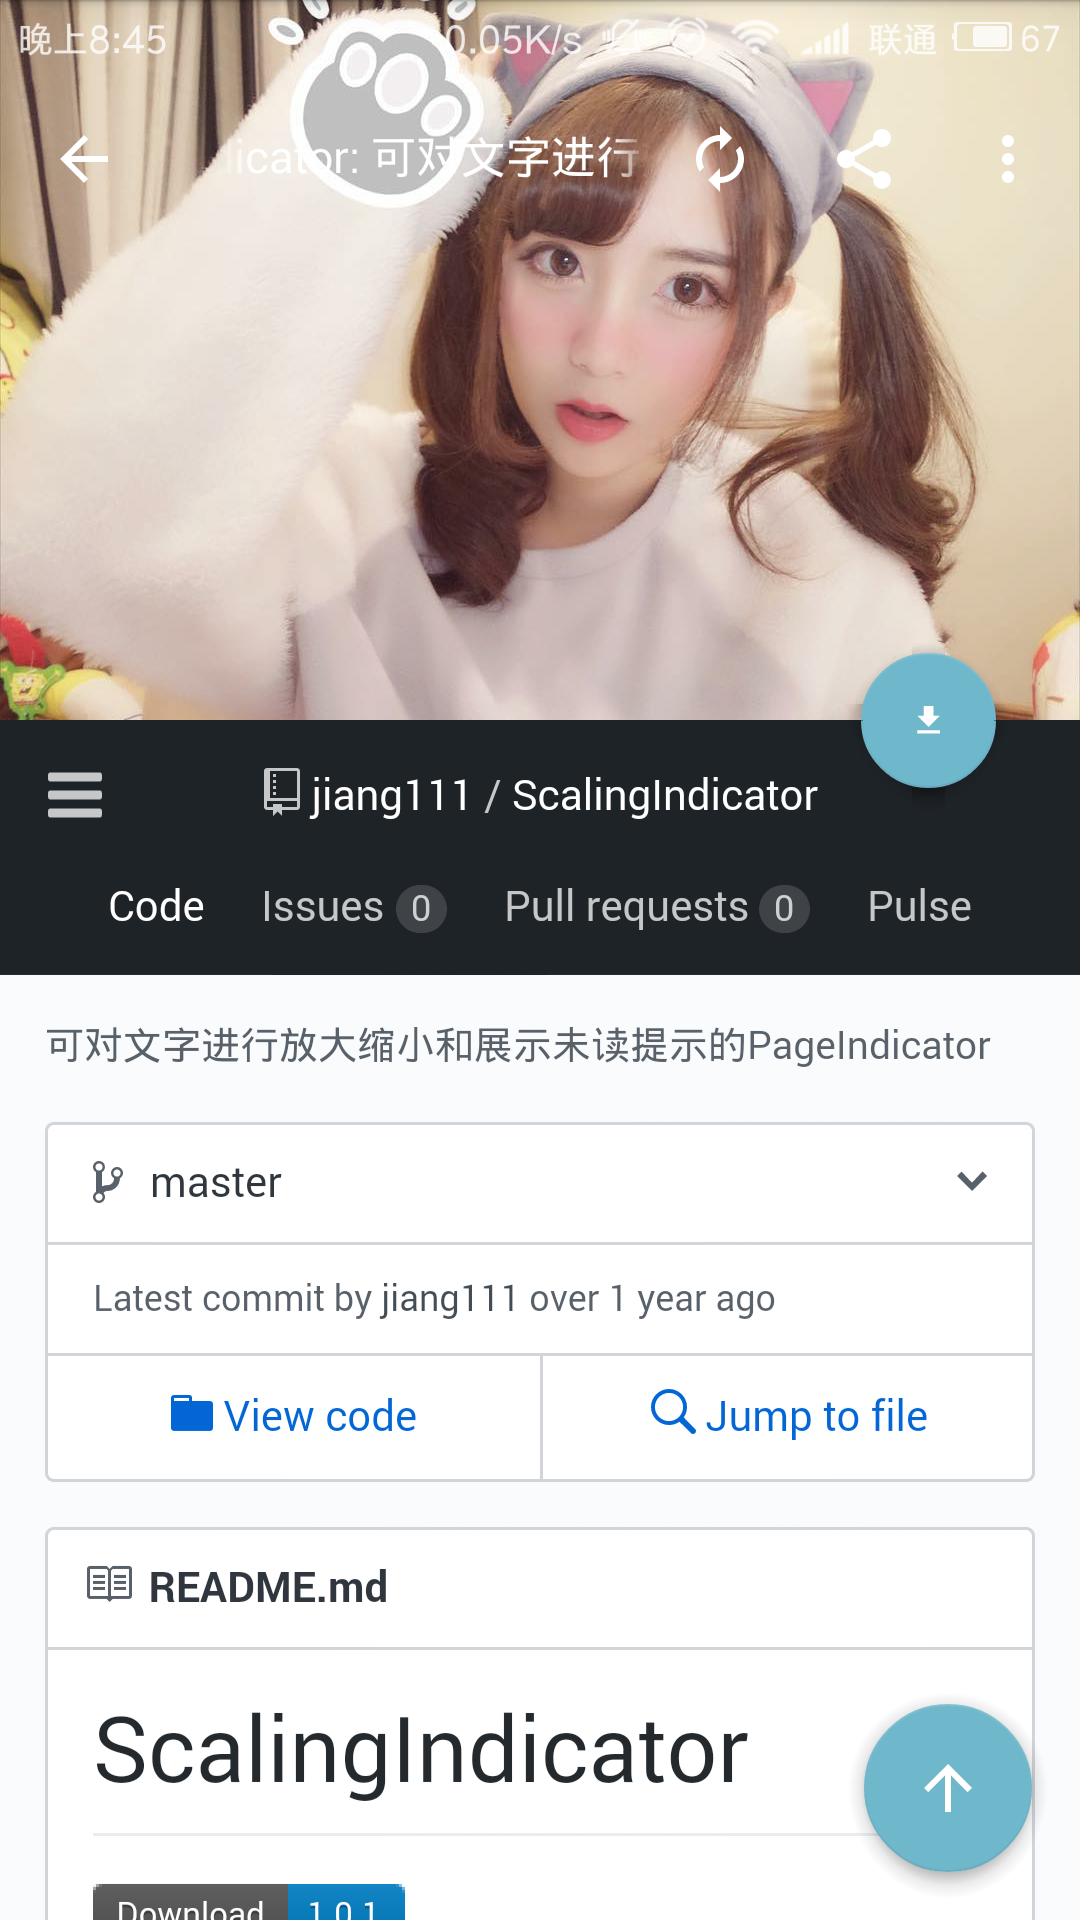 晚上8:45 0.05K/s 联通 67
licator: 可对文字进行
jiang111 / ScalingIndicator
Code Issues 0 Pull requests 0 Pulse
可对文字进行放大缩小和展示未读提示的PageIndicator
master
Latest commit by jiang111 over 1 year ago
View code Jump to file
README.md
ScalingIndicator
Download 1.0.1